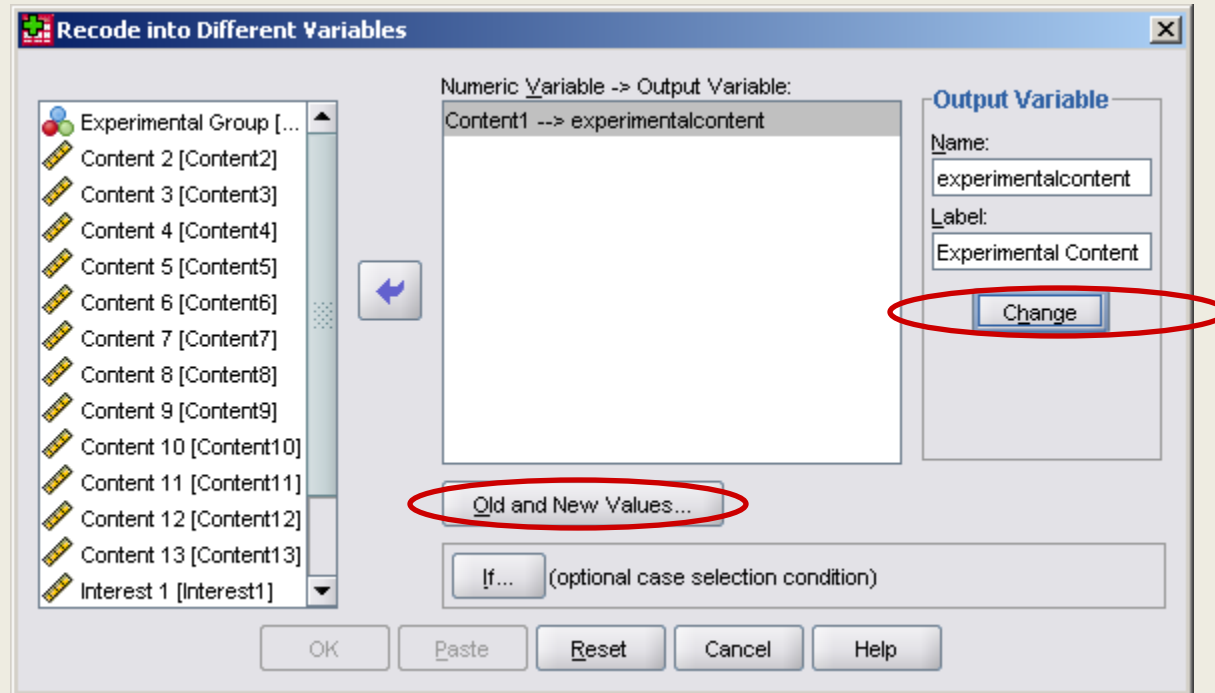 Recode into Different Variables
Experimental Group [...
Content 2 [Content2]
Content 3 [Content3]
Content 4 [Content4]
Content 5 [Content5]
Content 6 [Content6]
Content 7 [Content7]
Content 8 [Content8]
Content 9 [Content9]
Content 10 [Content10]
Content 11 [Content11]
Content 12 [Content12]
Content 13 [Content13]
Interest 1 [Interest1]
Numeric Variable -> Output Variable:
Content1 --> experimentalcontent
Output Variable
Name:
experimentalcontent
Label:
Experimental Content
Change
Old and New Values...
If... (optional case selection condition)
OK Paste Reset Cancel Help